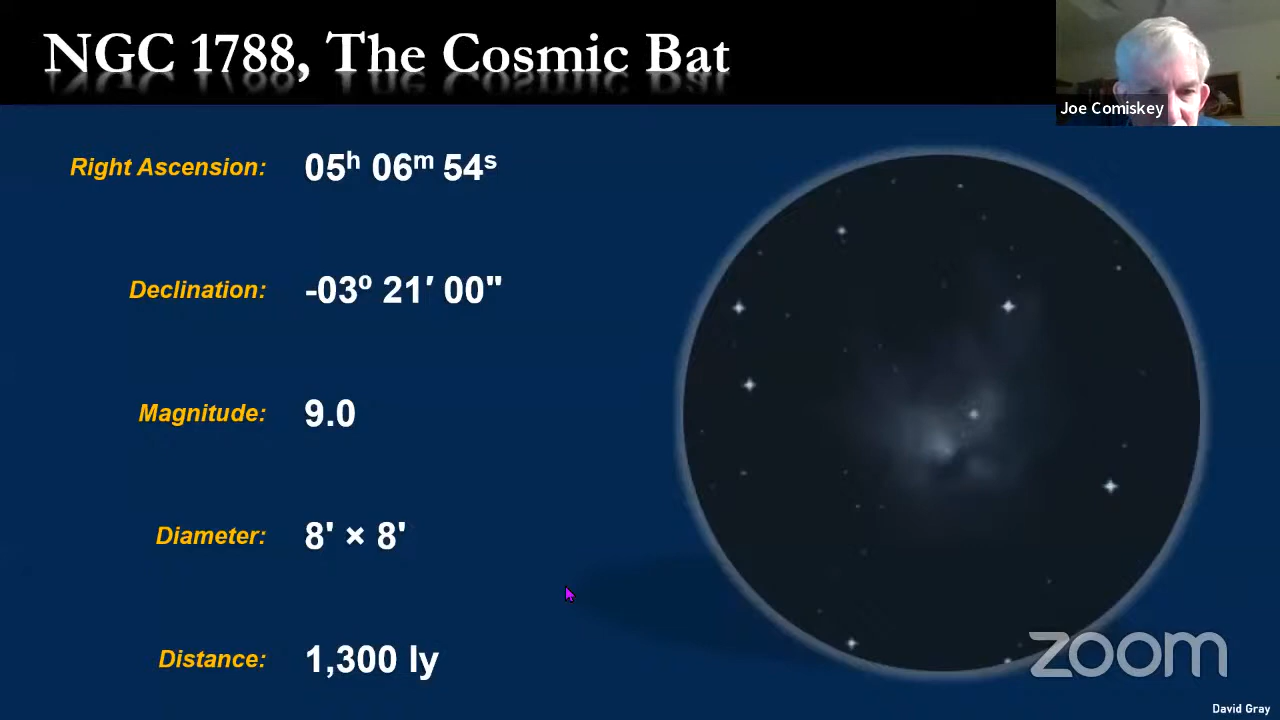 NGC 1788, The Cosmic Bat
Joe Comiskey
Right Ascension: 05ʰ 06ᵐ 54ˢ
Declination: -03º 21′ 00"
Magnitude: 9.0
Diameter: 8' × 8'
Distance: 1,300 ly
zoom
David Gray